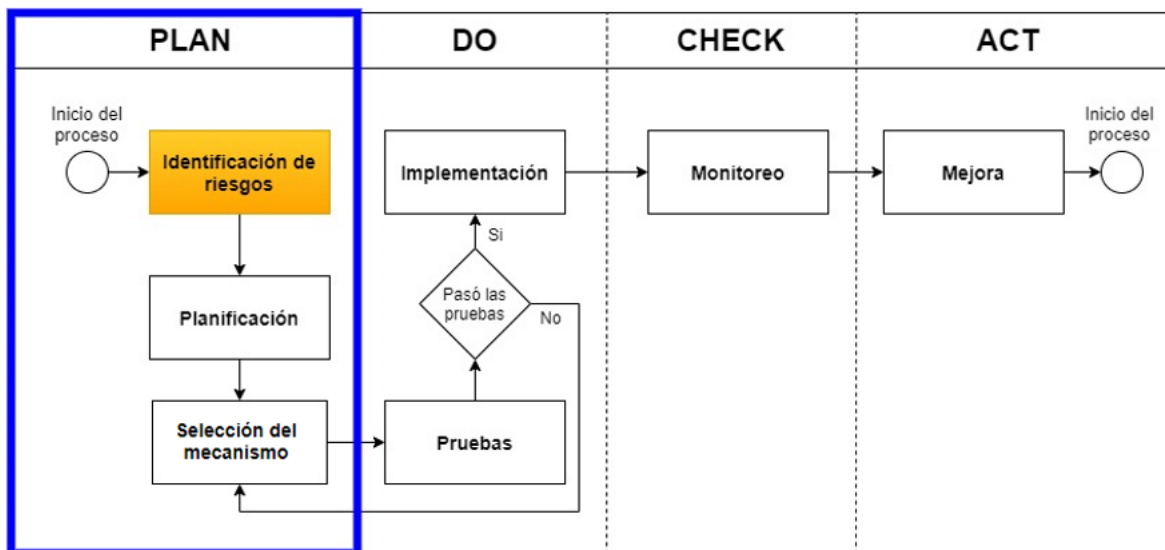 PLAN
DO
CHECK
ACT
Inicio del
proceso
Identificación de
riesgos
Planificación
Selección del
mecanismo
Implementación
Si
Pasó las
pruebas
No
Pruebas
Monitoreo
Mejora
Inicio del
proceso